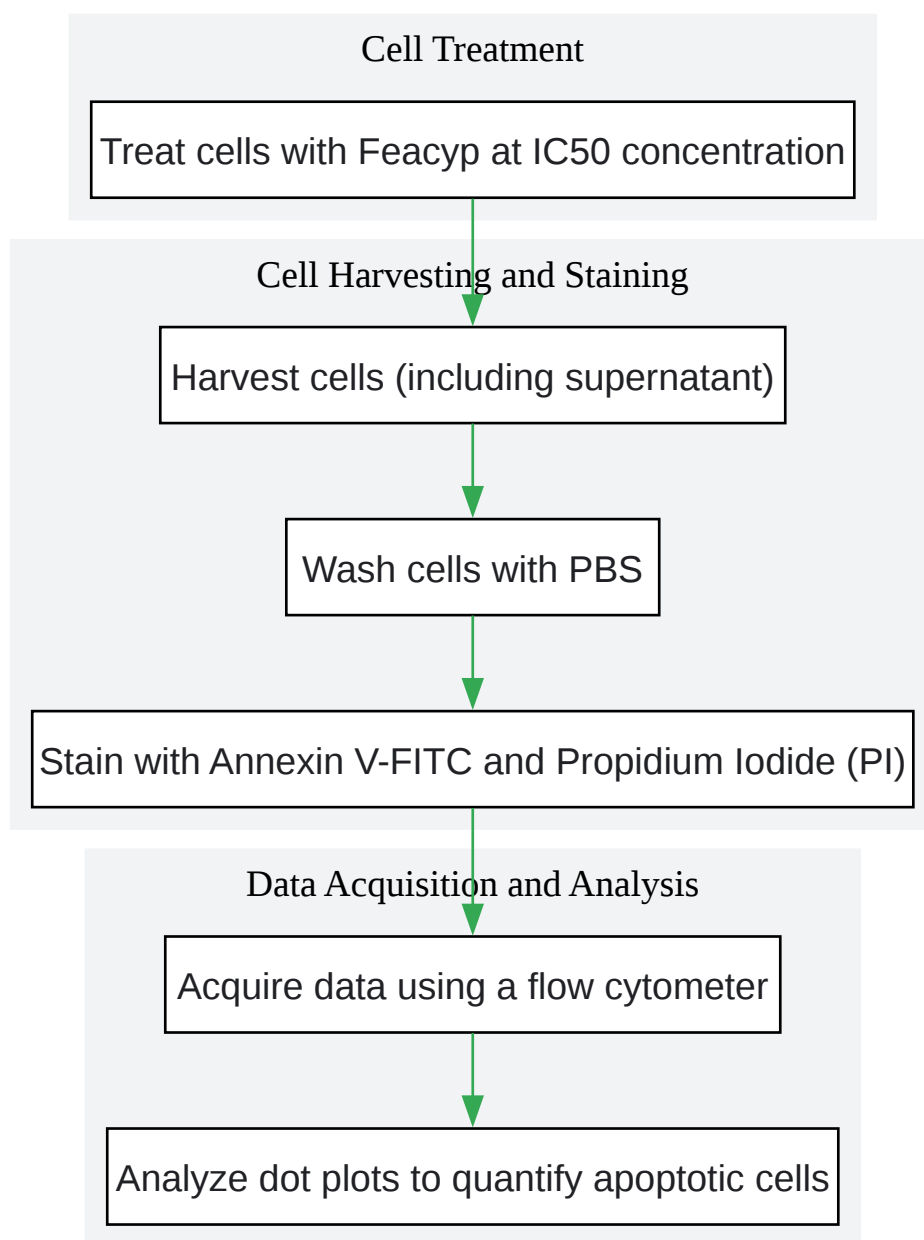 Cell Treatment
Treat cells with Feacyp at IC50 concentration
Cell Harvesting and Staining
Harvest cells (including supernatant)
Wash cells with PBS
Stain with Annexin V-FITC and Propidium Iodide (PI)
Data Acquisition and Analysis
Acquire data using a flow cytometer
Analyze dot plots to quantify apoptotic cells